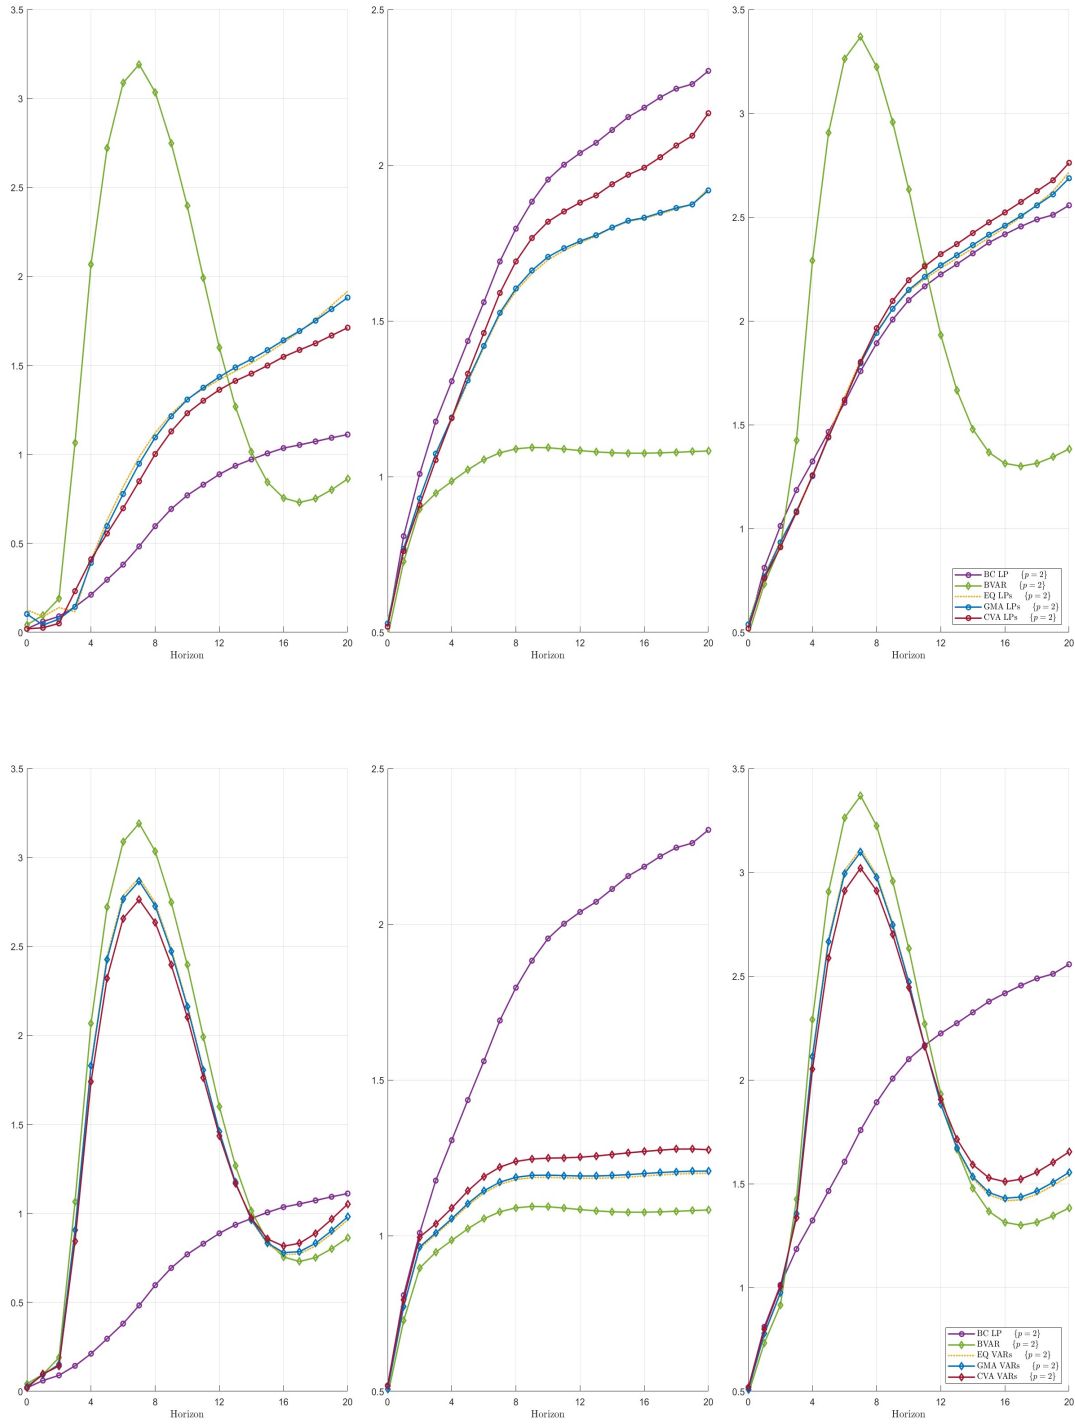 3.5
3
2.5
2
1.5
1
0.5
0
0 4 8 12 16 20
Horizon
2.5
2
1.5
1
0.5
0 4 8 12 16 20
Horizon
3.5
3
2.5
2
1.5
1
0.5
0 4 8 12 16 20
Horizon
BC LP {p = 2}
BVAR {p = 2}
EQ LPs {p = 2}
GMA LPs {p = 2}
CVA LPs {p = 2}
3.5
3
2.5
2
1.5
1
0.5
0
0 4 8 12 16 20
Horizon
2.5
2
1.5
1
0.5
0 4 8 12 16 20
Horizon
3.5
3
2.5
2
1.5
1
0.5
0 4 8 12 16 20
Horizon
BC LP {p = 2}
BVAR {p = 2}
EQ VARs {p = 2}
GMA VARs {p = 2}
CVA VARs {p = 2}